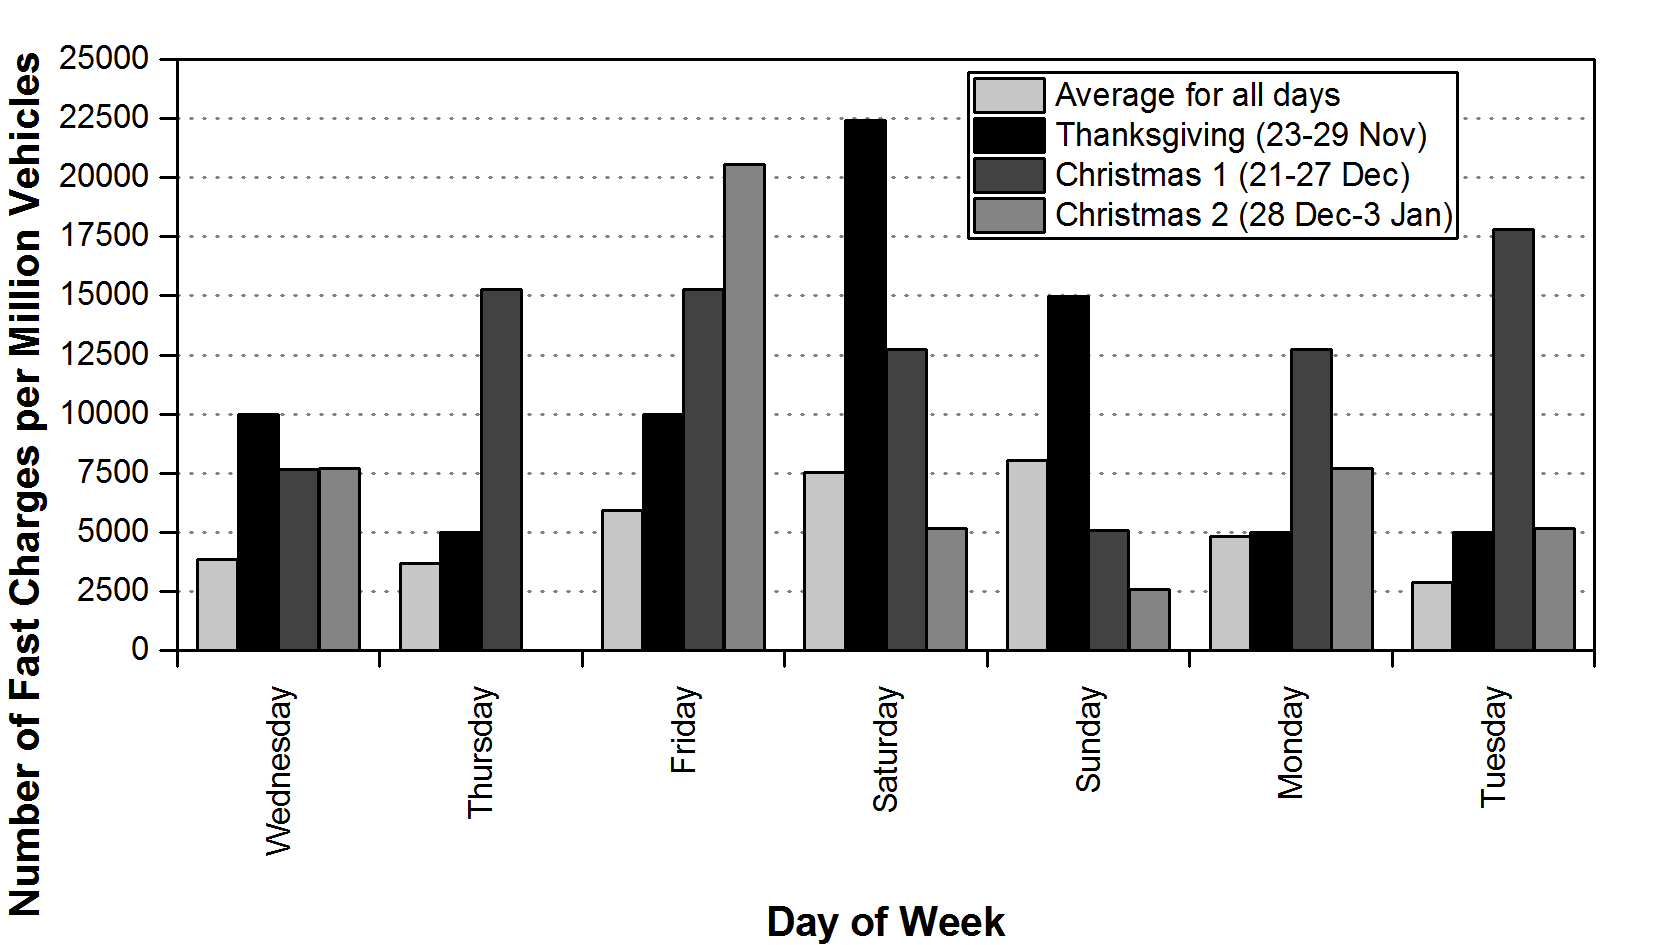 Number of Fast Charges per Million Vehicles
25000
22500
20000
17500
15000
12500
10000
7500
5000
2500
0
Average for all days
Thanksgiving (23-29 Nov)
Christmas 1 (21-27 Dec)
Christmas 2 (28 Dec-3 Jan)
Wednesday
Thursday
Friday
Saturday
Sunday
Monday
Tuesday
Day of Week